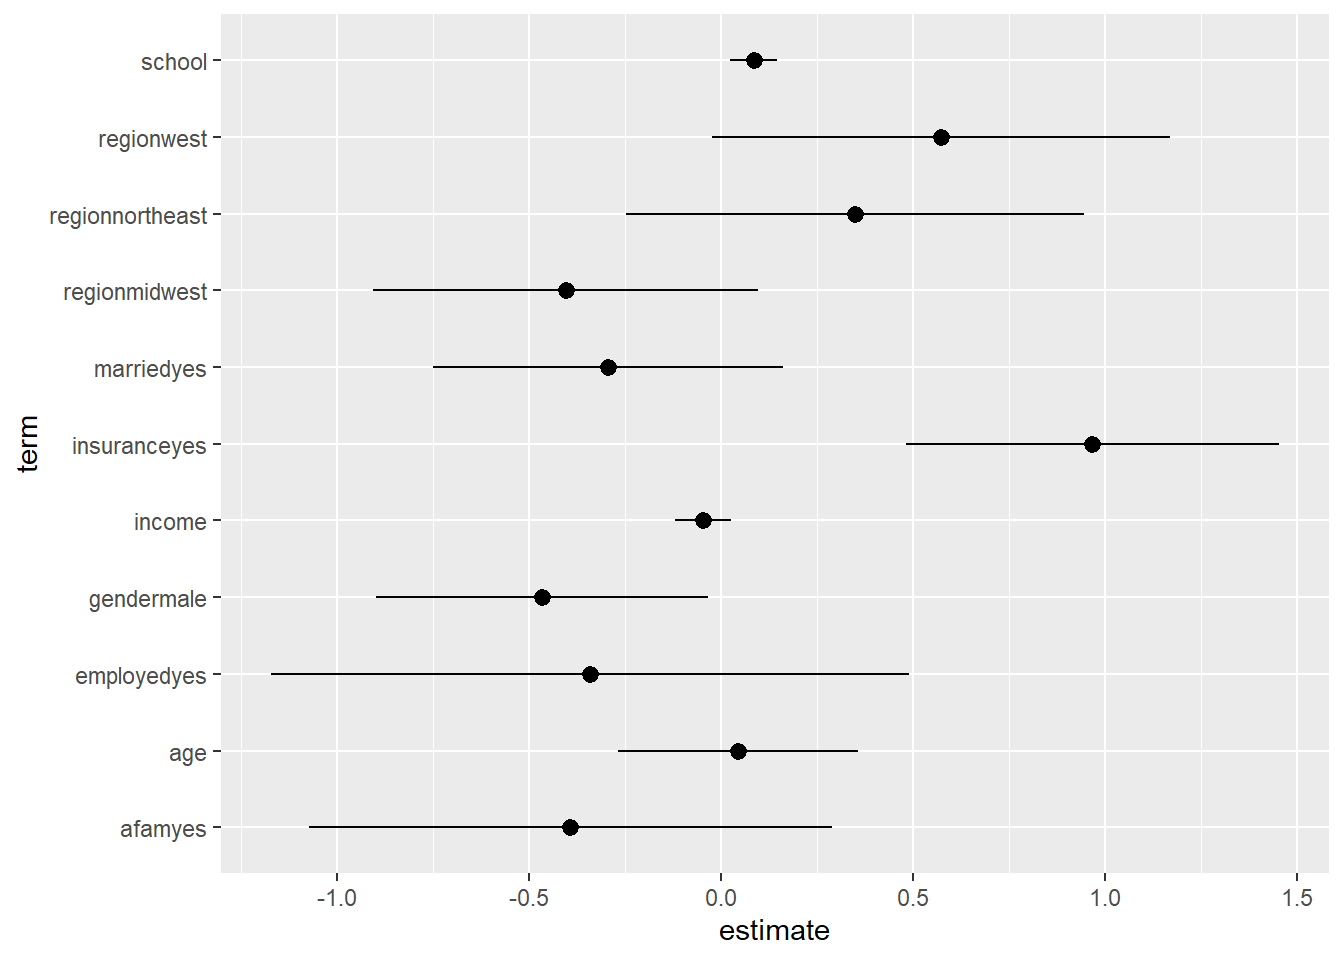 school
regionwest
regionnortheast
regionmidwest
marriedyes
insuranceyes
income
gendermale
employedyes
age
afamyes
term
-1.0 -0.5 0.0 0.5 1.0 1.5
estimate